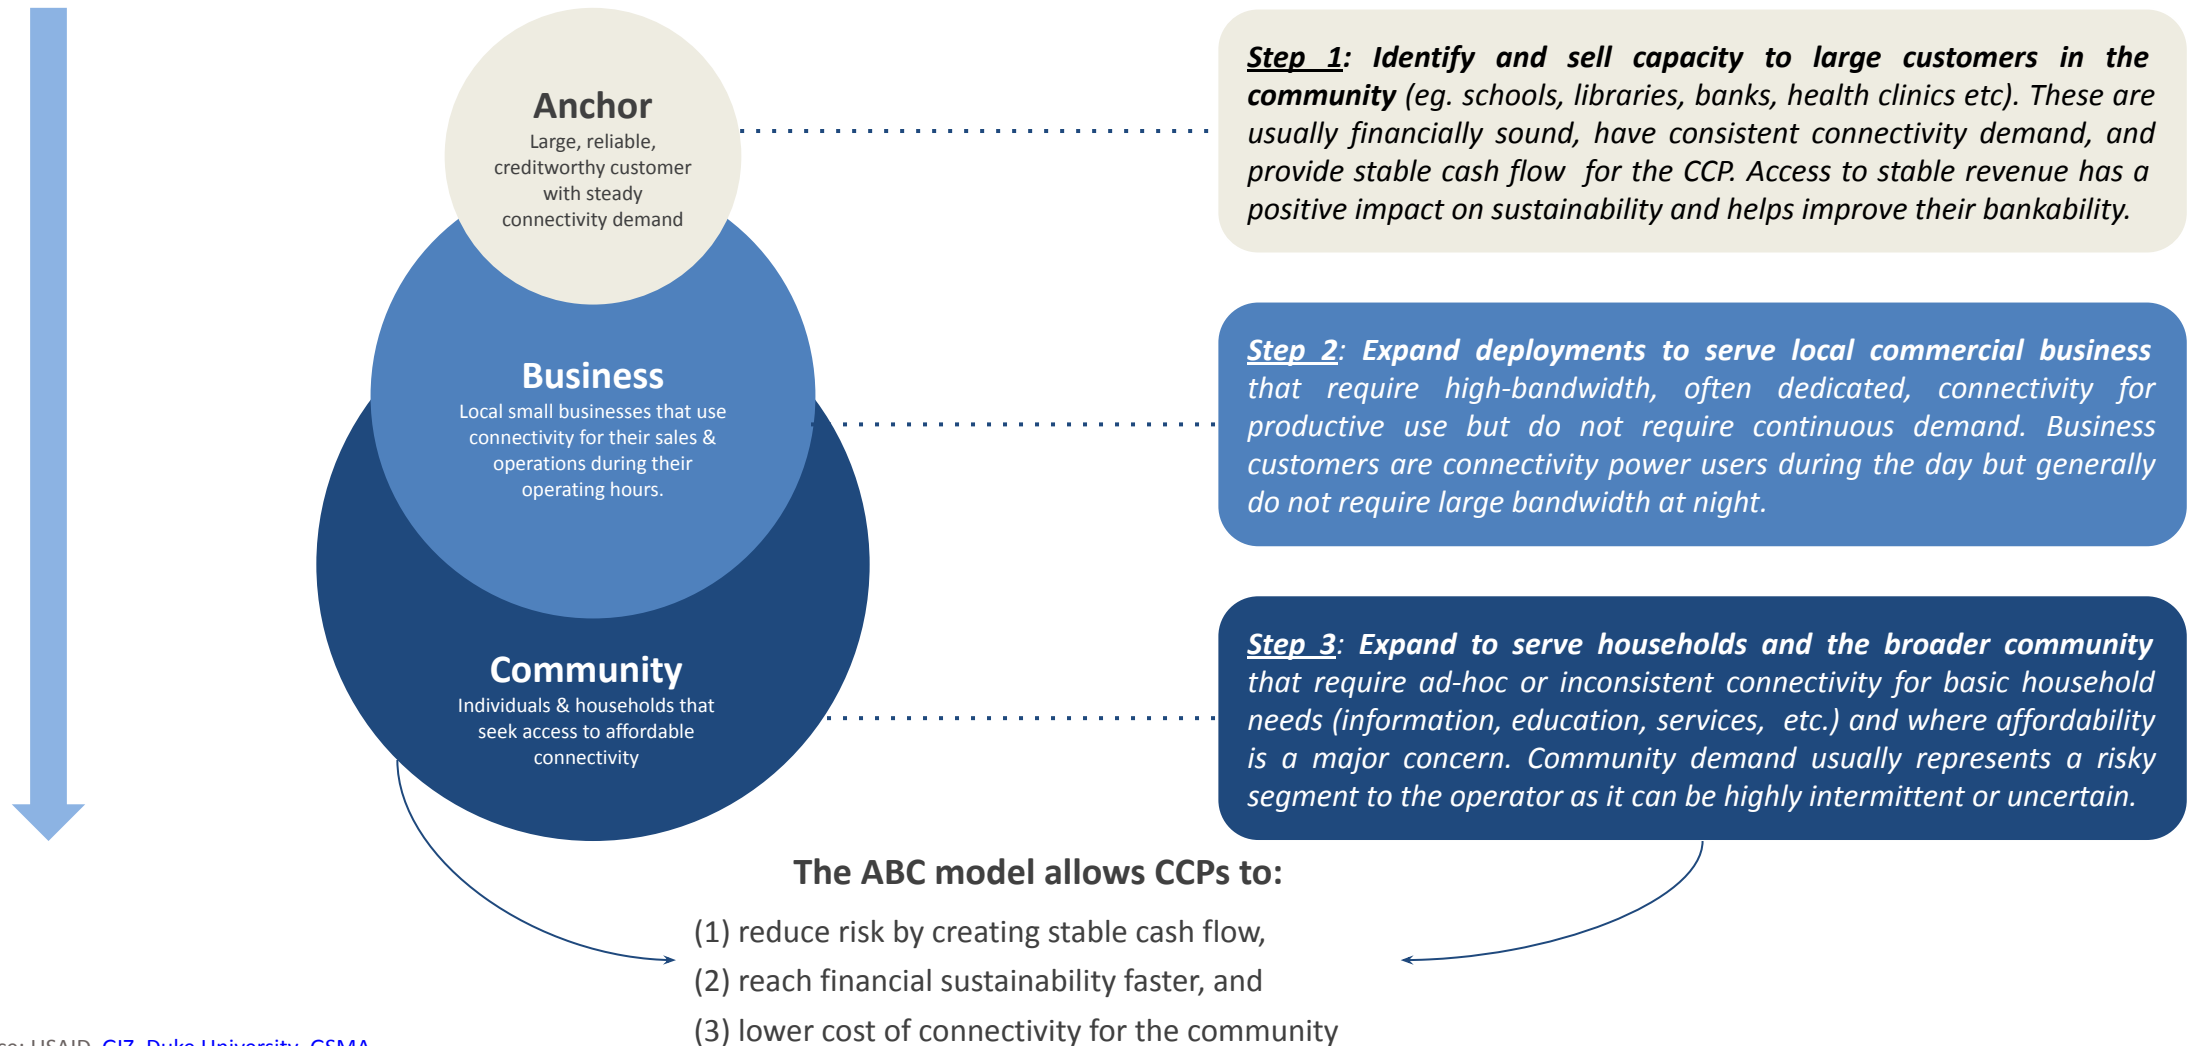 Anchor
Large, reliable,
creditworthy customer
with steady
connectivity demand
Step 1: Identify and sell capacity to large customers in the
community (eg. schools, libraries, banks, health clinics etc). These are
usually financially sound, have consistent connectivity demand, and
provide stable cash flow for the CCP. Access to stable revenue has a
positive impact on sustainability and helps improve their bankability.
Business
Local small businesses that use
connectivity for their sales &
operations during their
operating hours.
Step 2: Expand deployments to serve local commercial business
that require high-bandwidth, often dedicated, connectivity for
productive use but do not require continuous demand. Business
customers are connectivity power users during the day but generally
do not require large bandwidth at night.
Community
Individuals & households that
seek access to affordable
connectivity
Step 3: Expand to serve households and the broader community
that require ad-hoc or inconsistent connectivity for basic household
needs (information, education, services, etc.) and where affordability
is a major concern. Community demand usually represents a risky
segment to the operator as it can be highly intermittent or uncertain.
The ABC model allows CCPs to:
(1) reduce risk by creating stable cash flow,
(2) reach financial sustainability faster, and
(3) lower cost of connectivity for the community
USAID, GIZ, Duke University, GSMA